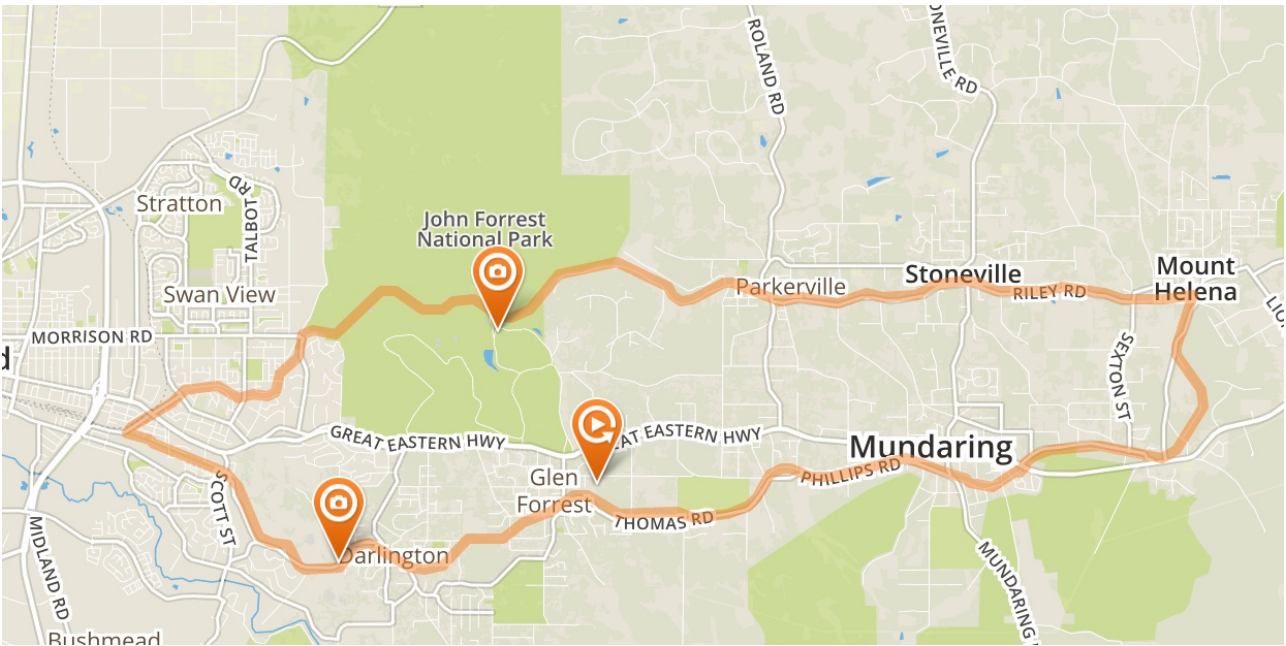 ONEVILLE RD
ROLAND RD
TALBOT RD
Stratton
John Forrest
National Park
Swan View
Parkerville
Stoneville
RILEY RD
Mount
Helena
LIO
MORRISON RD
d
SEXTON ST
GREAT EASTERN HWY
EAT EASTERN HWY
Mundaring
PHILLIPS RD
Glen
Forrest
THOMAS RD
SCOTT ST
Darlington
MIDLAND RD
MUNDARING
Bushmead